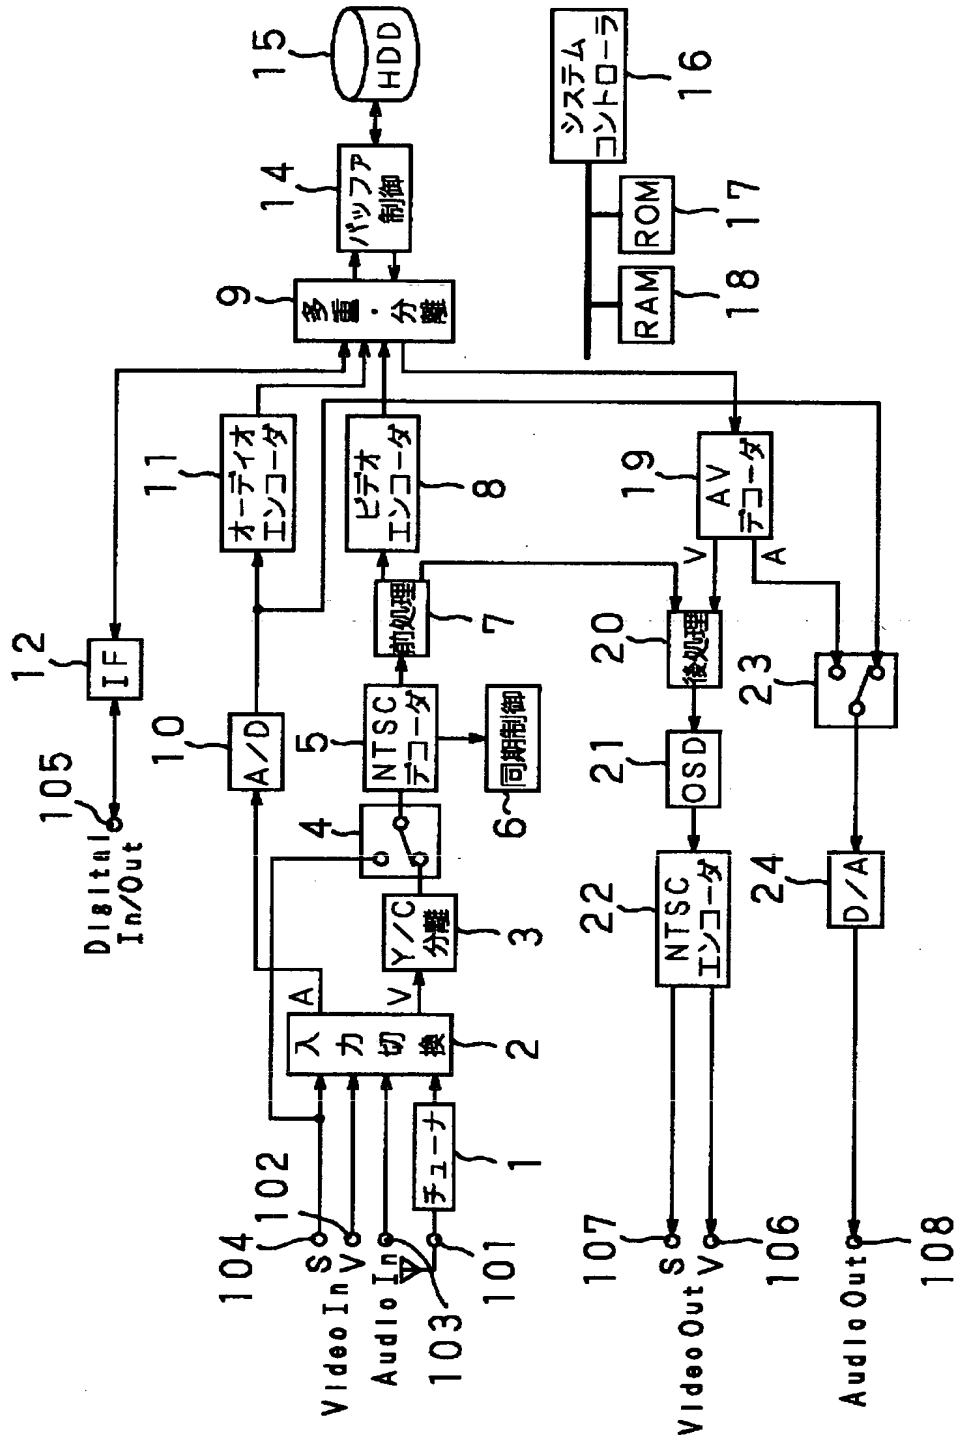 Digital
In/Out
105
12
IF
10
A/D
11
オーディオ
エンコーダ
9
多重・分離
14
バッファ
制御
15
HDD
104
S
Video In
102
V
Audio In
103
101
チューナ
1
入力切換
2
A
V
Y/C
分離
3
4
5
NTSC
デコーダ
6
同期制御
前処理
7
ビデオ
エンコーダ
8
システム
コントローラ
16
ROM
17
RAM
18
19
AV
デコーダ
V
A
20
後処理
21
OSD
22
NTSC
エンコーダ
107
S
Video Out
V
106
23
24
D/A
Audio Out
108